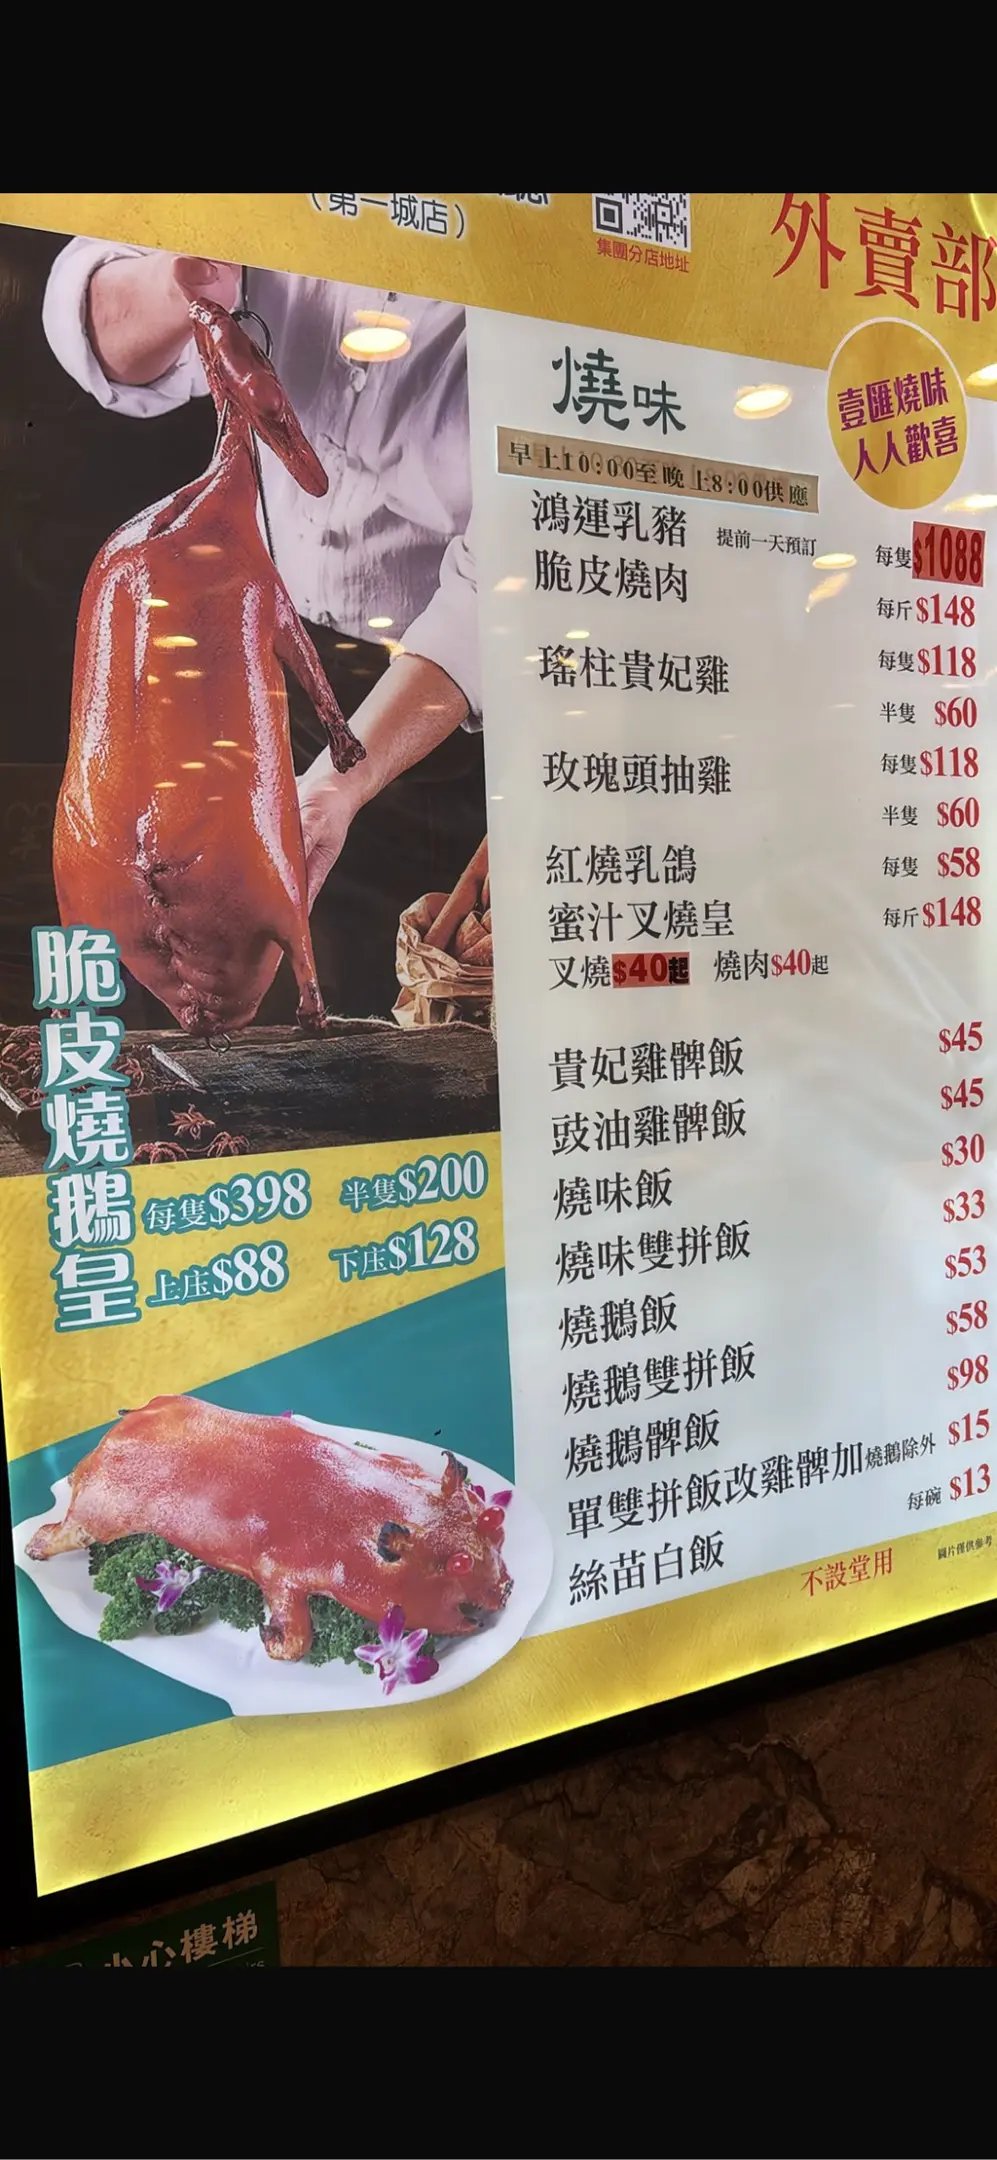 （第一城店）
集團分店地址
外賣部
壹匯燒味
人人歡喜
燒味
早上10:00至晚上8:00供應
鴻運乳豬 提前一天預訂 每隻$1088
脆皮燒肉 每斤$148
瑤柱貴妃雞 每隻$118
半隻 $60
玫瑰頭抽雞 每隻$118
半隻 $60
紅燒乳鴿 每隻 $58
蜜汁叉燒皇 每斤$148
叉燒$40起 燒肉$40起
貴妃雞髀飯 $45
豉油雞髀飯 $45
燒味飯 $30
燒味雙拼飯 $33
燒鵝飯 $53
燒鵝雙拼飯 $58
燒鵝髀飯 $98
單雙拼飯改雞髀加燒鵝除外 $15
絲苗白飯 每碗 $13
不設堂用
圖片僅供參考
脆皮燒鵝皇
每隻$398 半隻$200
上庄$88 下庄$128
小心樓梯